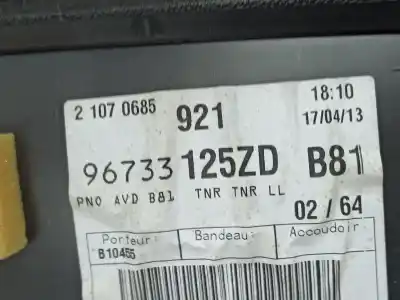 2 1070 0685 921 18:10
17/04/13
96733 125ZD B81
PNO AVD B81 TNR TNR LL
02 / 64
Porteur: Bandeau: Accoudoir:
B10455